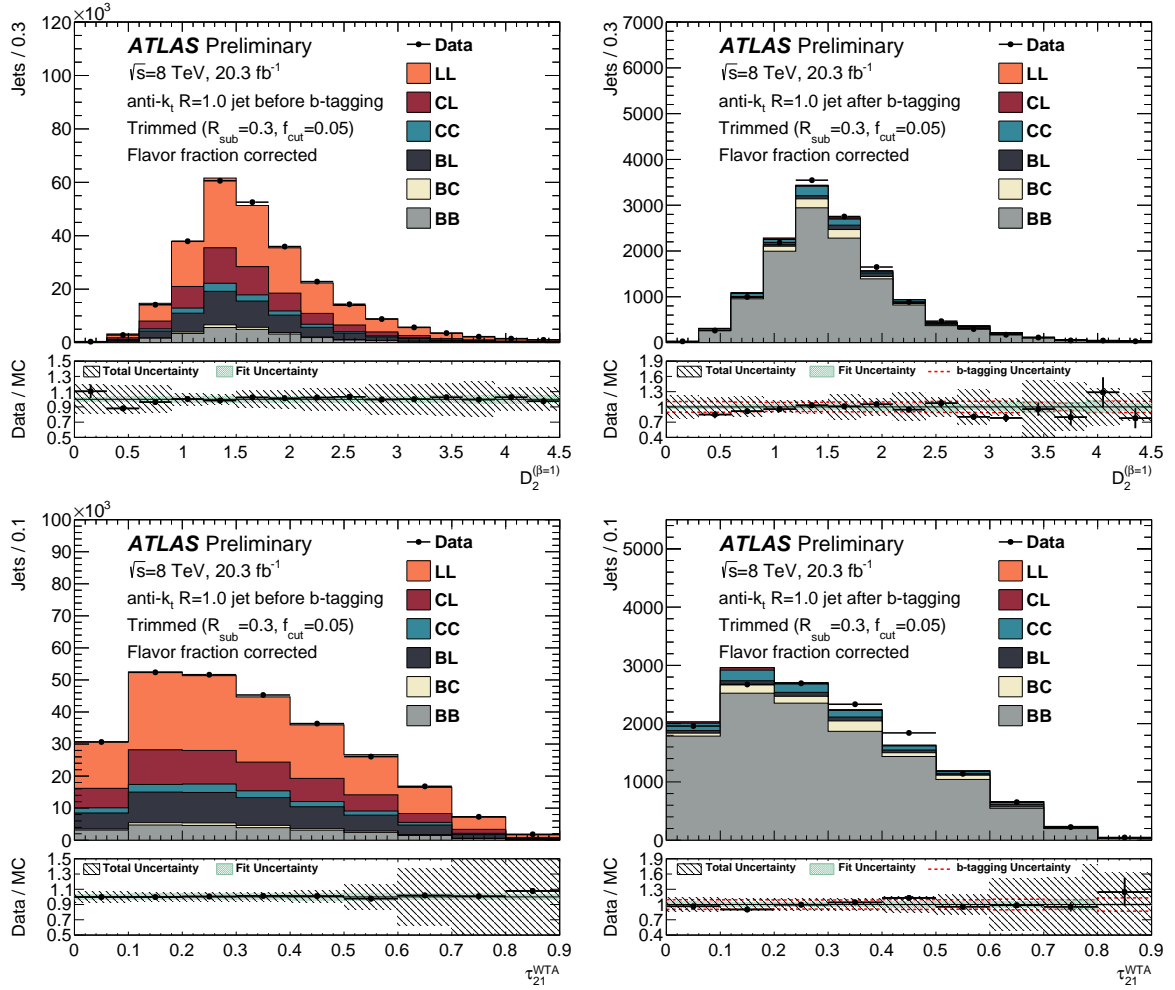 Jets / 0.3
×10³
120
100
80
60
40
20
0
ATLAS Preliminary
√s=8 TeV, 20.3 fb⁻¹
anti-kₜ R=1.0 jet before b-tagging
Trimmed (R_sub=0.3, f_cut=0.05)
Flavor fraction corrected
Data
LL
CL
CC
BL
BC
BB
Data / MC
1.5
1.3
1.1
0.9
0.7
0.5
Total Uncertainty
Fit Uncertainty
0 0.5 1 1.5 2 2.5 3 3.5 4 4.5
D₂^(β=1)
Jets / 0.3
7000
6000
5000
4000
3000
2000
1000
0
ATLAS Preliminary
√s=8 TeV, 20.3 fb⁻¹
anti-kₜ R=1.0 jet after b-tagging
Trimmed (R_sub=0.3, f_cut=0.05)
Flavor fraction corrected
Data
LL
CL
CC
BL
BC
BB
Data / MC
1.9
1.6
1.3
1
0.7
0.4
Total Uncertainty
Fit Uncertainty
b-tagging Uncertainty
0 0.5 1 1.5 2 2.5 3 3.5 4 4.5
D₂^(β=1)
Jets / 0.1
×10³
100
90
80
70
60
50
40
30
20
10
0
ATLAS Preliminary
√s=8 TeV, 20.3 fb⁻¹
anti-kₜ R=1.0 jet before b-tagging
Trimmed (R_sub=0.3, f_cut=0.05)
Flavor fraction corrected
Data
LL
CL
CC
BL
BC
BB
Data / MC
1.5
1.3
1.1
0.9
0.7
0.5
Total Uncertainty
Fit Uncertainty
0 0.1 0.2 0.3 0.4 0.5 0.6 0.7 0.8 0.9
τ₂₁^WTA
Jets / 0.1
5000
4000
3000
2000
1000
0
ATLAS Preliminary
√s=8 TeV, 20.3 fb⁻¹
anti-kₜ R=1.0 jet after b-tagging
Trimmed (R_sub=0.3, f_cut=0.05)
Flavor fraction corrected
Data
LL
CL
CC
BL
BC
BB
Data / MC
1.9
1.6
1.3
1
0.7
0.4
Total Uncertainty
Fit Uncertainty
b-tagging Uncertainty
0 0.1 0.2 0.3 0.4 0.5 0.6 0.7 0.8 0.9
τ₂₁^WTA